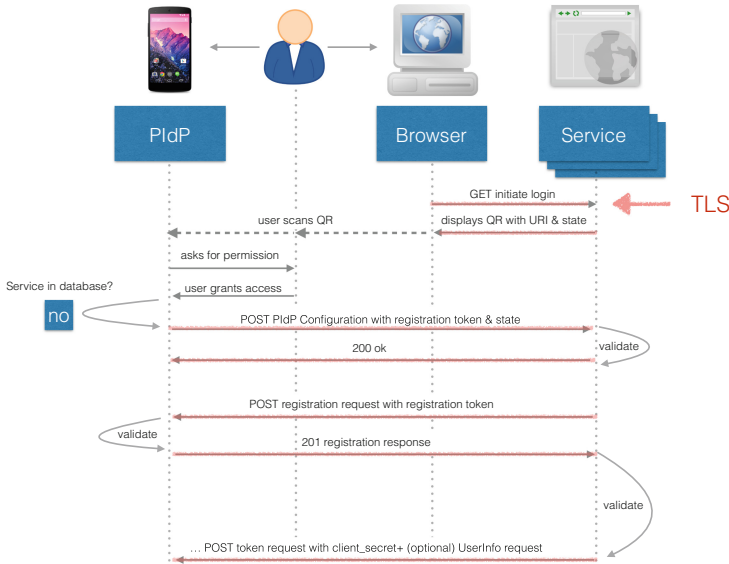 PIdP
Browser
Service
GET initiate login
TLS
user scans QR
displays QR with URI & state
asks for permission
Service in database?
user grants access
no
POST PIdP Configuration with registration token & state
200 ok
validate
POST registration request with registration token
validate
201 registration response
validate
... POST token request with client_secret+ (optional) UserInfo request